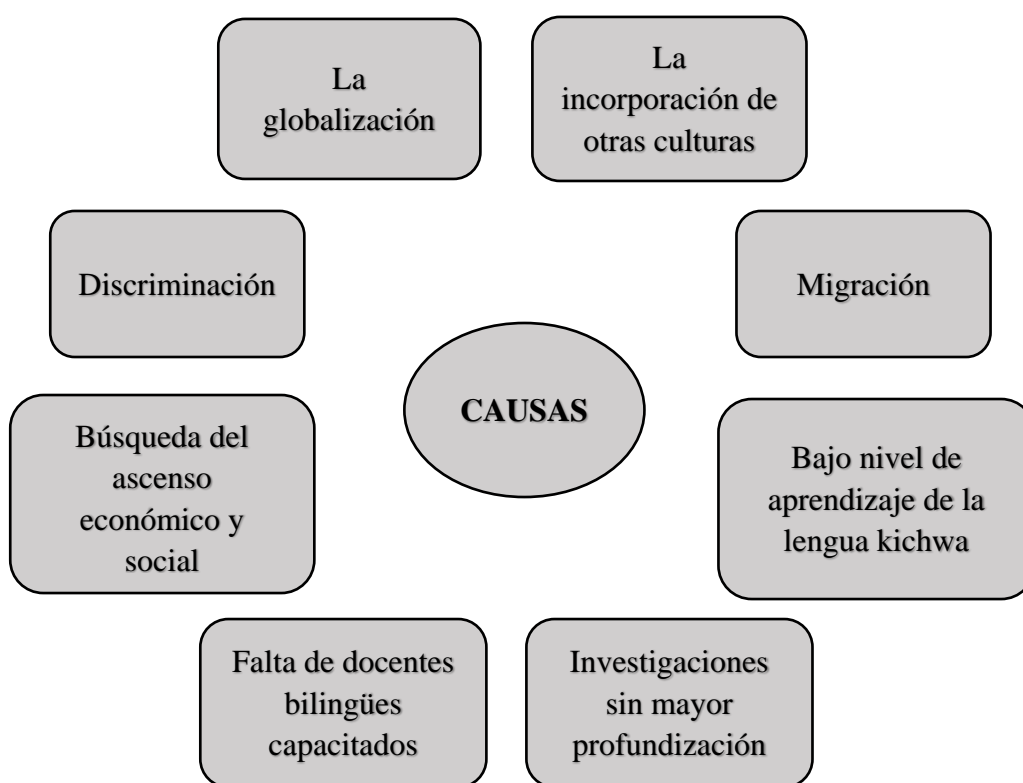 La
globalización
La
incorporación de
otras culturas
Discriminación
Migración
CAUSAS
Búsqueda del
ascenso
económico y
social
Bajo nivel de
aprendizaje de la
lengua kichwa
Falta de docentes
bilingües
capacitados
Investigaciones
sin mayor
profundización